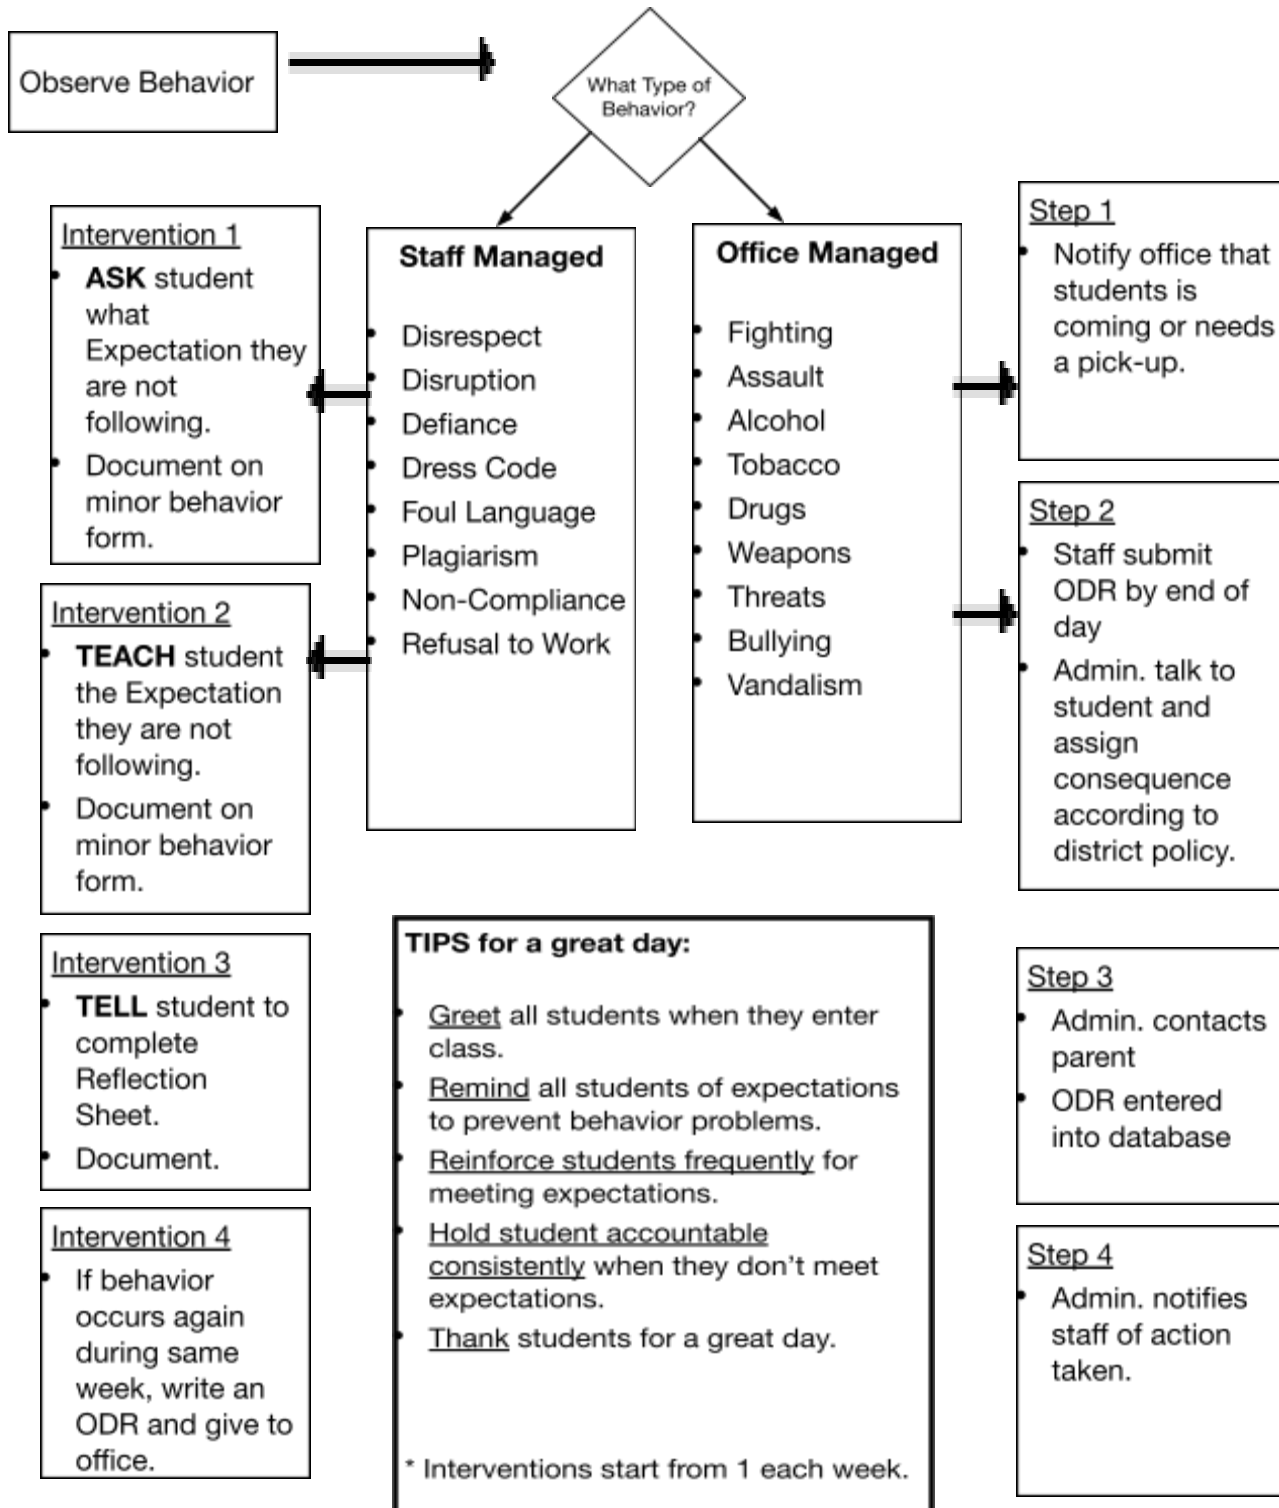 Observe Behavior
What Type of
Behavior?
Intervention 1
• ASK student
what
Expectation they
are not
following.
• Document on
minor behavior
form.
Intervention 2
• TEACH student
the Expectation
they are not
following.
• Document on
minor behavior
form.
Intervention 3
• TELL student to
complete
Reflection
Sheet.
• Document.
Intervention 4
• If behavior
occurs again
during same
week, write an
ODR and give to
office.
Staff Managed
• Disrespect
• Disruption
• Defiance
• Dress Code
• Foul Language
• Plagiarism
• Non-Compliance
• Refusal to Work
Office Managed
• Fighting
• Assault
• Alcohol
• Tobacco
• Drugs
• Weapons
• Threats
• Bullying
• Vandalism
TIPS for a great day:
• Greet all students when they enter
class.
• Remind all students of expectations
to prevent behavior problems.
• Reinforce students frequently for
meeting expectations.
• Hold student accountable
consistently when they don't meet
expectations.
• Thank students for a great day.
* Interventions start from 1 each week.
Step 1
• Notify office that
students is
coming or needs
a pick-up.
Step 2
• Staff submit
ODR by end of
day
• Admin. talk to
student and
assign
consequence
according to
district policy.
Step 3
• Admin. contacts
parent
• ODR entered
into database
Step 4
• Admin. notifies
staff of action
taken.